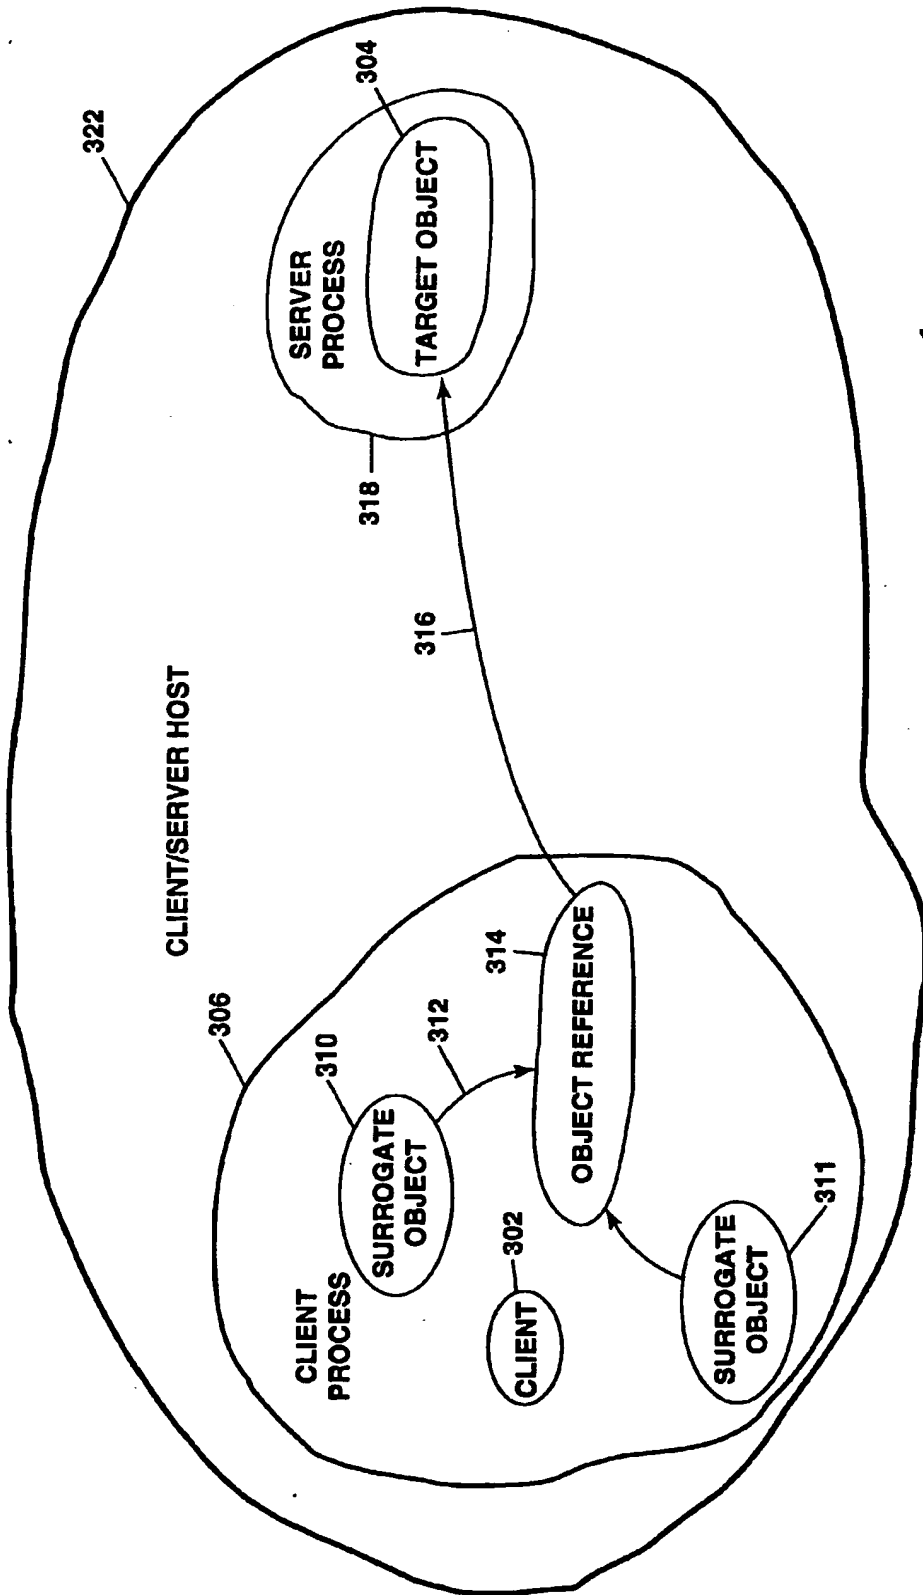 322
CLIENT/SERVER HOST
304
SERVER
PROCESS
TARGET OBJECT
318
316
306
310
312
314
CLIENT
PROCESS
SURROGATE
OBJECT
OBJECT REFERENCE
302
CLIENT
SURROGATE
OBJECT
311